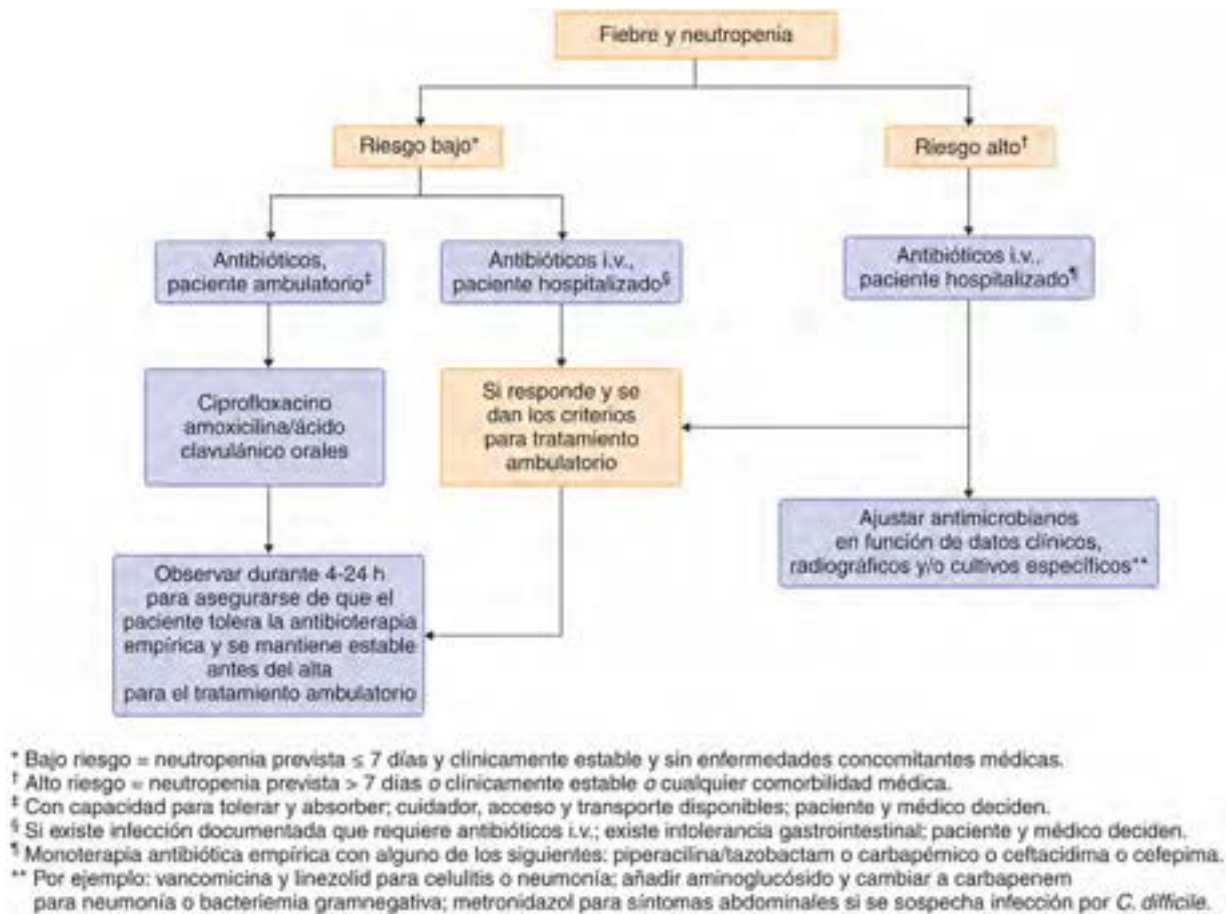 Fiebre y neutropenia
Riesgo bajo*
Riesgo alto†
Antibióticos,
paciente ambulatorio‡
Antibióticos i.v.,
paciente hospitalizado§
Antibióticos i.v.,
paciente hospitalizado¶
Ciprofloxacino
amoxicilina/ácido
clavulánico orales
Si responde y se
dan los criterios
para tratamiento
ambulatorio
Ajustar antimicrobianos
en función de datos clínicos,
radiográficos y/o cultivos específicos**
Observar durante 4-24 h
para asegurarse de que el
paciente tolera la antibioterapia
empírica y se mantiene estable
antes del alta
para el tratamiento ambulatorio
* Bajo riesgo = neutropenia prevista ≤ 7 días y clínicamente estable y sin enfermedades concomitantes médicas.
† Alto riesgo = neutropenia prevista > 7 días o clínicamente estable o cualquier comorbilidad médica.
‡ Con capacidad para tolerar y absorber; cuidador, acceso y transporte disponibles; paciente y médico deciden.
§ Si existe infección documentada que requiere antibióticos i.v.; existe intolerancia gastrointestinal; paciente y médico deciden.
¶ Monoterapia antibiótica empírica con alguno de los siguientes: piperacilina/tazobactam o carbapémico o ceftacidima o cefepima.
** Por ejemplo: vancomicina y linezolid para celulitis o neumonía; añadir aminoglucósido y cambiar a carbapenem
para neumonía o bacteriemia gramnegativa; metronidazol para síntomas abdominales si se sospecha infección por C. difficile.